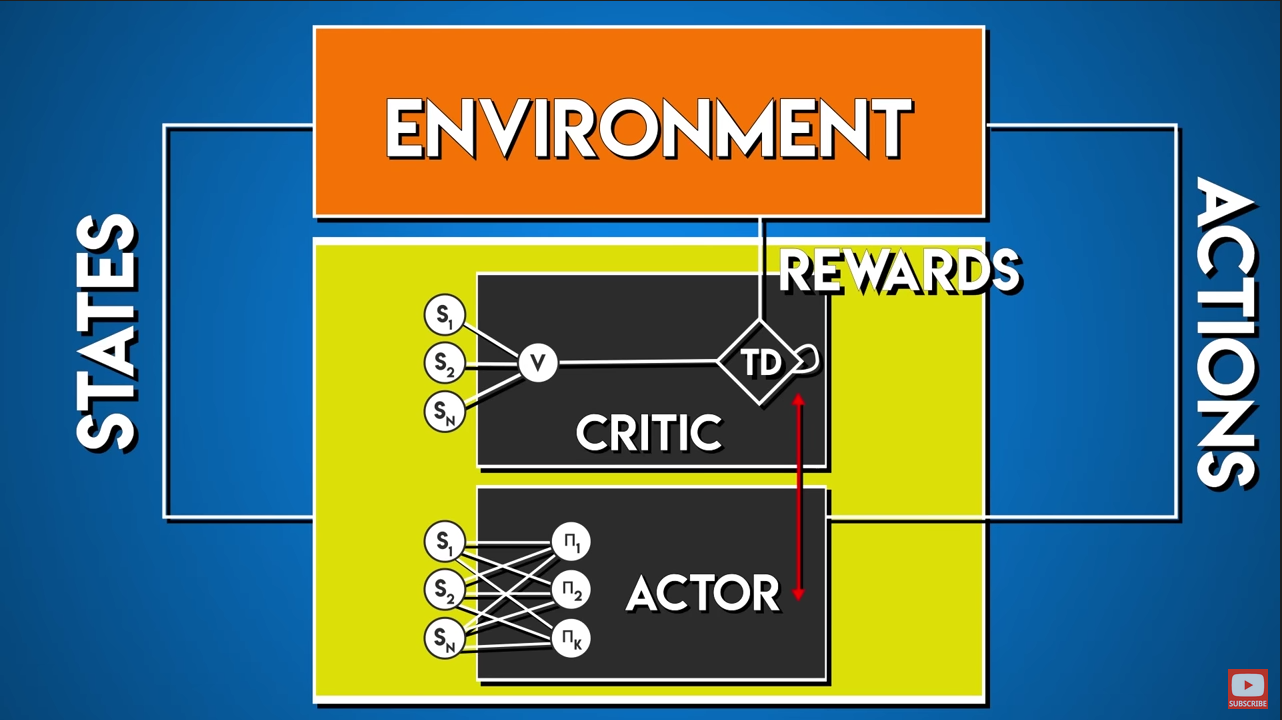 ENVIRONMENT
STATES
ACTIONS
REWARDS
S₁
S₂
Sₙ
V
TD
CRITIC
S₁
S₂
Sₙ
Π₁
Π₂
Πₖ
ACTOR
SUBSCRIBE